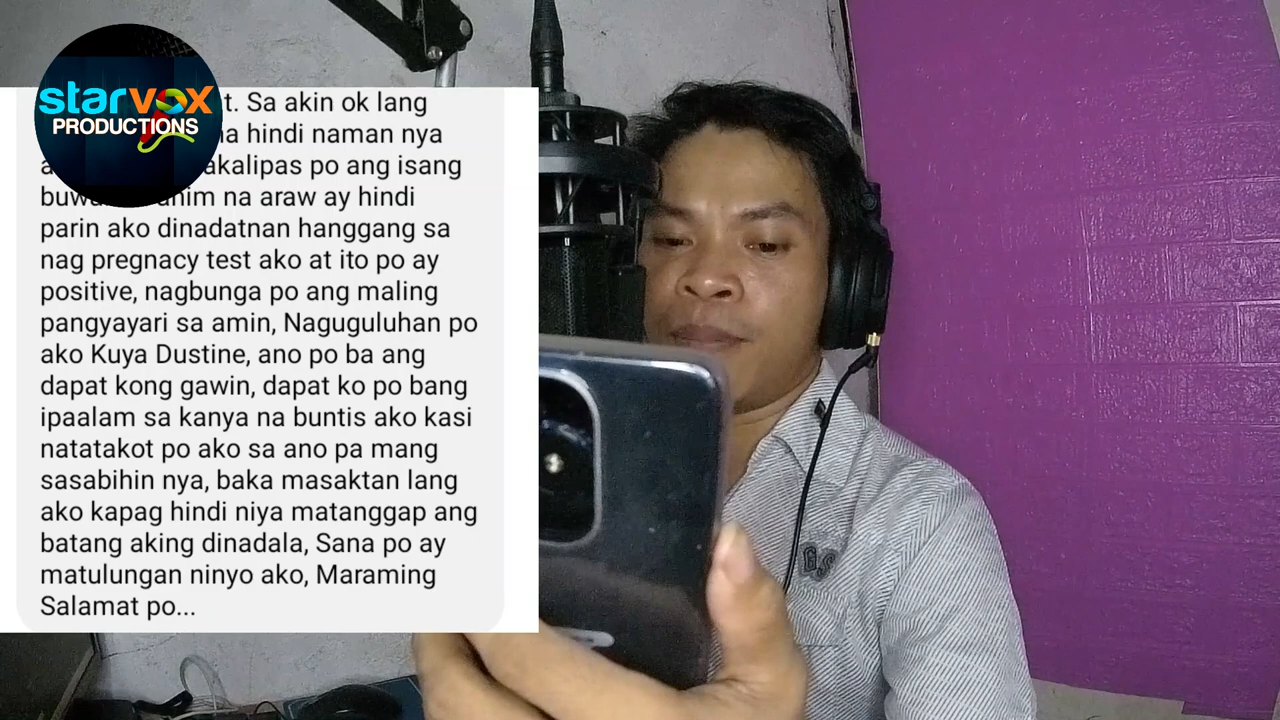 starvox
PRODUCTIONS
t. Sa akin ok lang
hindi naman nya
akalipas po ang isang
na araw ay hindi
parin ako dinadatnan hanggang sa
nag pregnacy test ako at ito po ay
positive, nagbunga po ang maling
pangyayari sa amin, Naguguluhan po
ako Kuya Dustine, ano po ba ang
dapat kong gawin, dapat ko po bang
ipaalam sa kanya na buntis ako kasi
natatakot po ako sa ano pa mang
sasabihin nya, baka masaktan lang
ako kapag hindi niya matanggap ang
batang aking dinadala, Sana po ay
matulungan ninyo ako, Maraming
Salamat po...
GS